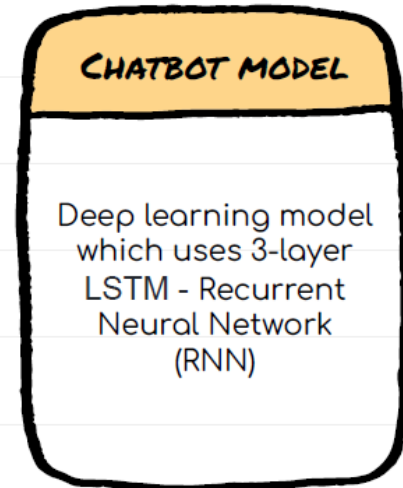 CHATBOT MODEL
Deep learning model
which uses 3-layer
LSTM - Recurrent
Neural Network
(RNN)